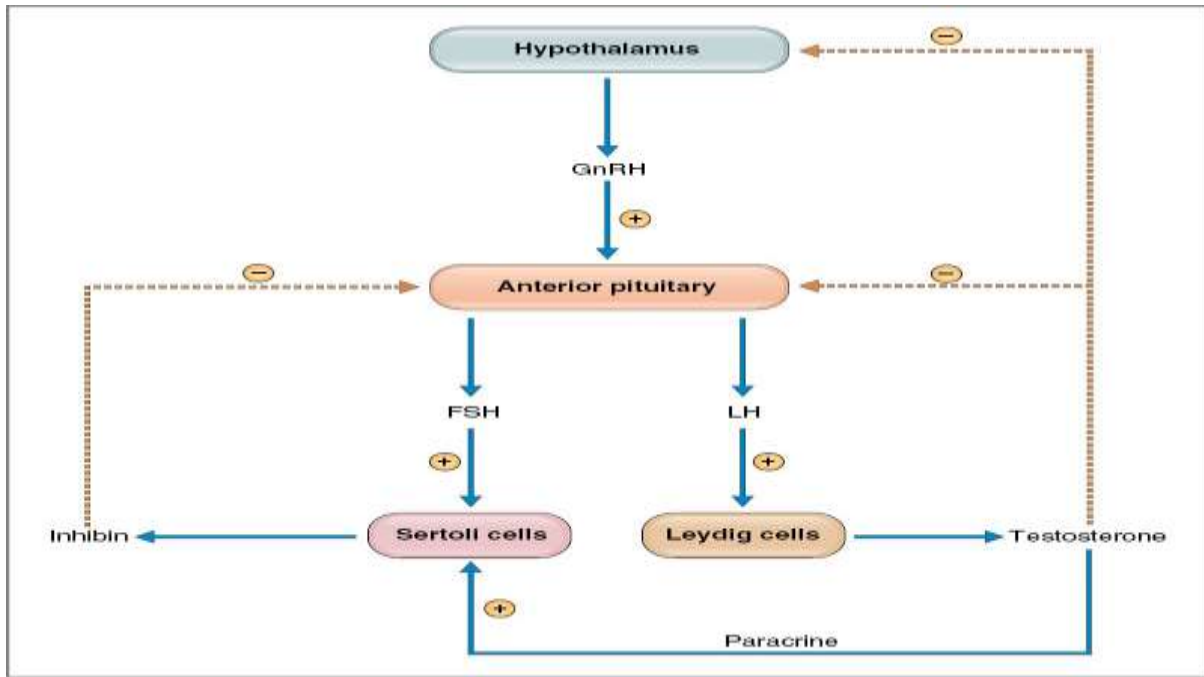 −
Hypothalamus
GnRH
+
−
−
Anterior pituitary
FSH
LH
+
+
Inhibin
Sertoli cells
Leydig cells
Testosterone
+
Paracrine